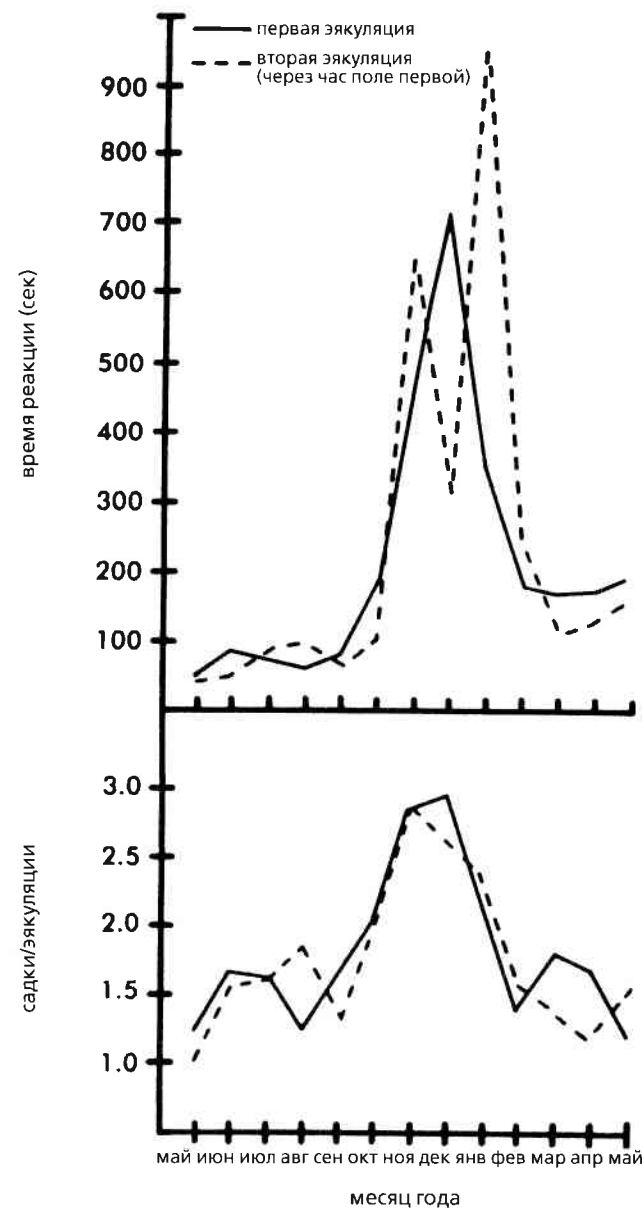 первая эякуляция
вторая эякуляция
(через час поле первой)
время реакции (сек)
900
800
700
600
500
400
300
200
100
садки/эякуляции
3.0
2.5
2.0
1.5
1.0
май июн июл авг сен окт ноя дек янв фев мар апр май
месяц года